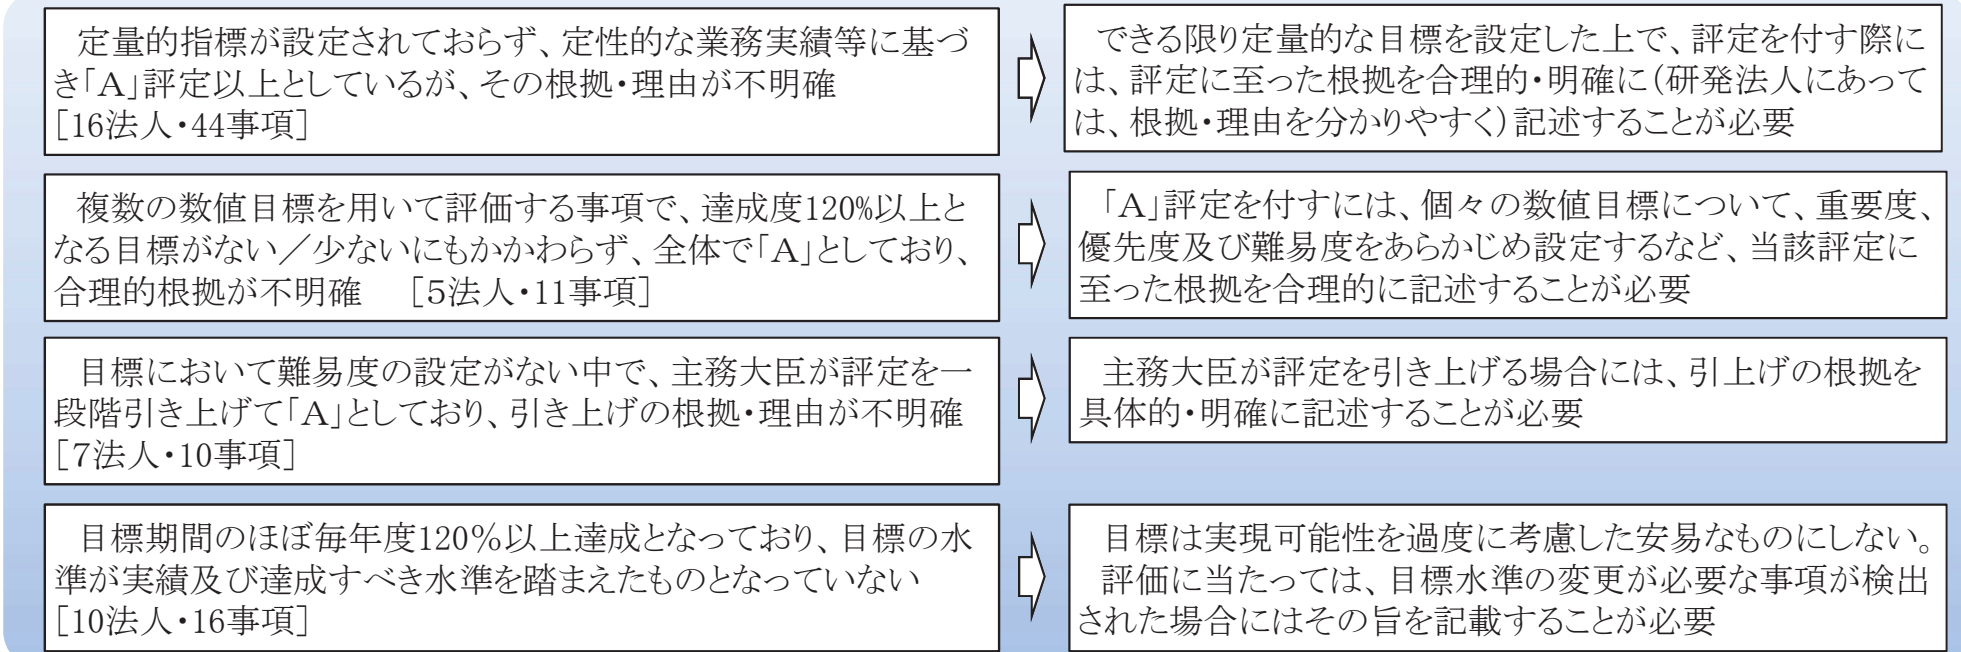 定量的指標が設定されておらず、定性的な業務実績等に基づ
き「A」評定以上としているが、その根拠・理由が不明確
[16法人・44事項]
できる限り定量的な目標を設定した上で、評定を付す際に
は、評定に至った根拠を合理的・明確に(研発法人にあって
は、根拠・理由を分かりやすく)記述することが必要
複数の数値目標を用いて評価する事項で、達成度120%以上と
なる目標がない/少ないにもかかわらず、全体で「A」としており、
合理的根拠が不明確 [5法人・11事項]
「A」評定を付すには、個々の数値目標について、重要度、
優先度及び難易度をあらかじめ設定するなど、当該評定に
至った根拠を合理的に記述することが必要
目標において難易度の設定がない中で、主務大臣が評定を一
段階引き上げて「A」としており、引き上げの根拠・理由が不明確
[7法人・10事項]
主務大臣が評定を引き上げる場合には、引上げの根拠を
具体的・明確に記述することが必要
目標期間のほぼ毎年度120%以上達成となっており、目標の水
準が実績及び達成すべき水準を踏まえたものとなっていない
[10法人・16事項]
目標は実現可能性を過度に考慮した安易なものにしない。
評価に当たっては、目標水準の変更が必要な事項が検出
された場合にはその旨を記載することが必要